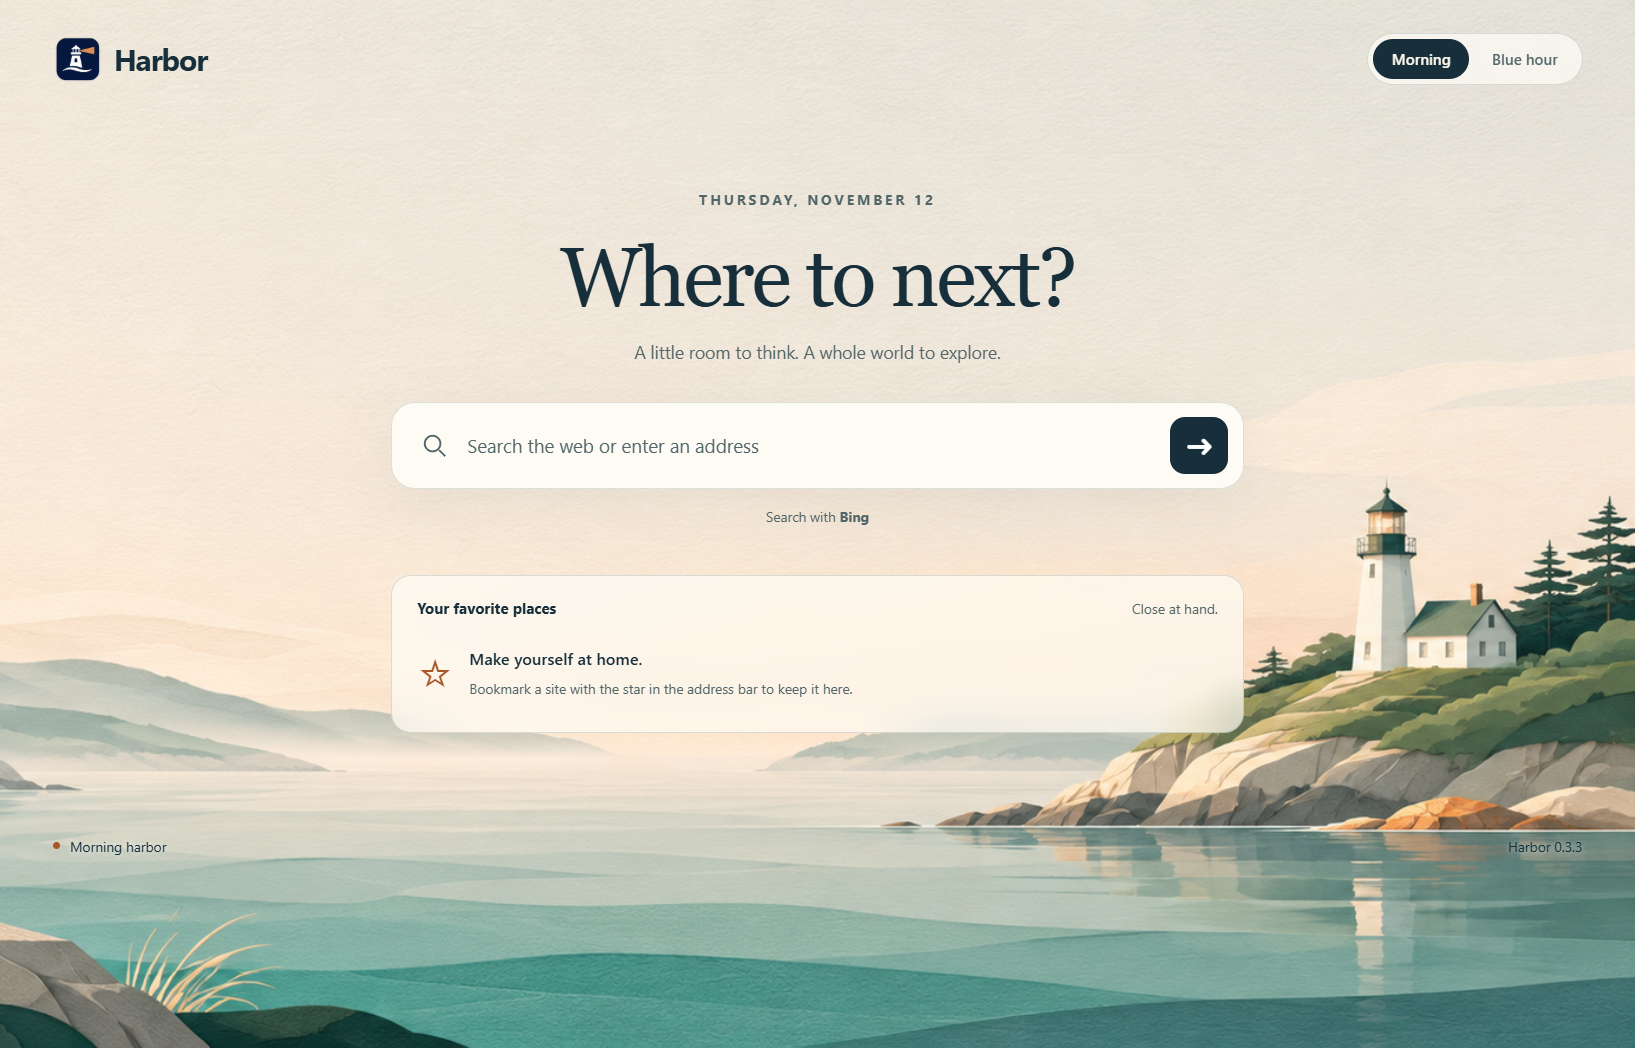 Harbor
Morning
Blue hour
THURSDAY, NOVEMBER 12
Where to next?
A little room to think. A whole world to explore.
Search the web or enter an address
Search with Bing
Your favorite places
Close at hand.
Make yourself at home.
Bookmark a site with the star in the address bar to keep it here.
Morning harbor
Harbor 0.3.3